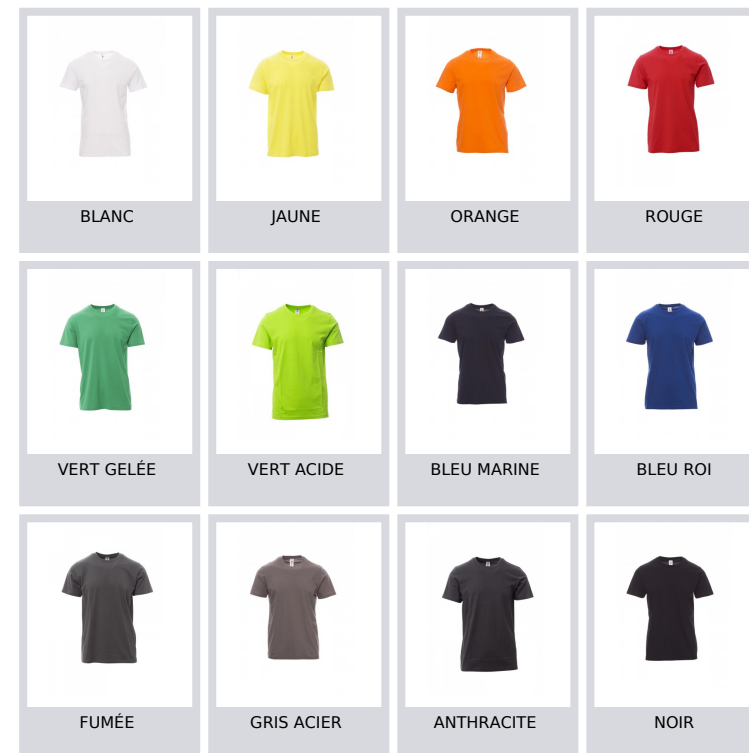 BLANC
JAUNE
ORANGE
ROUGE
VERT GELÉE
VERT ACIDE
BLEU MARINE
BLEU ROI
FUMÉE
GRIS ACIER
ANTHRACITE
NOIR